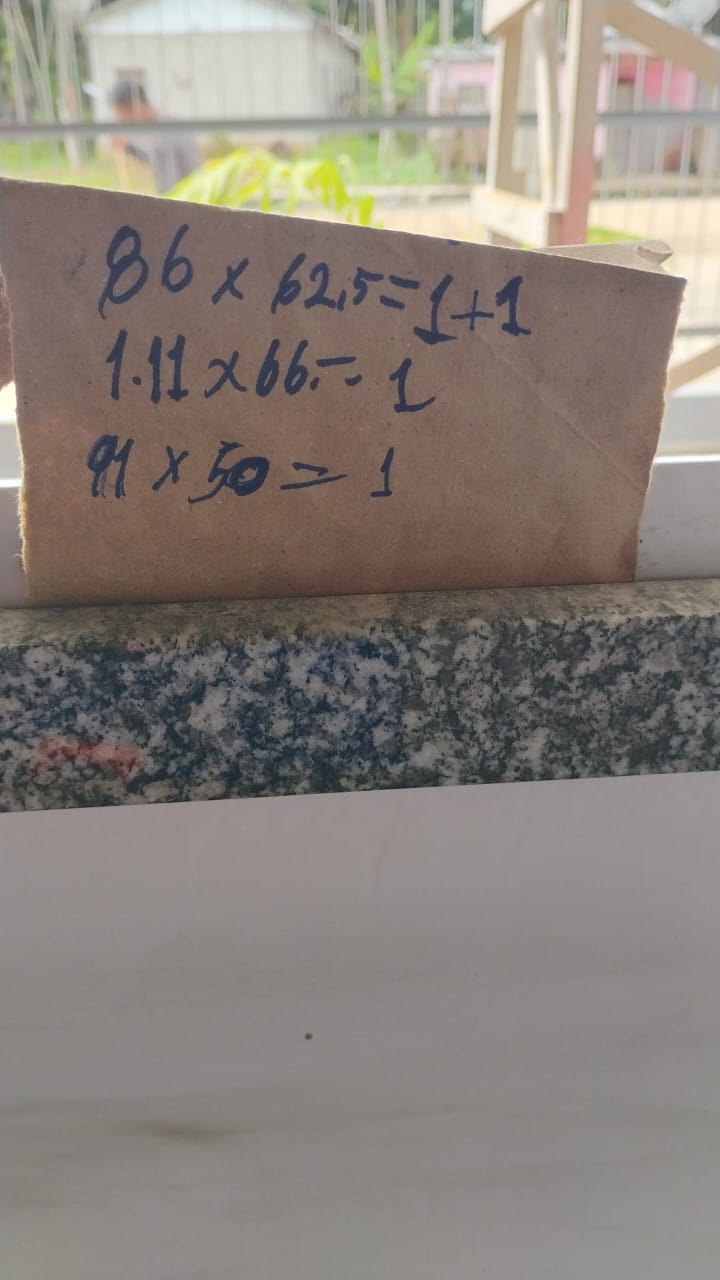 86 x 62,5=1+1
1.11 x 66.= 1
91 x 50 = 1